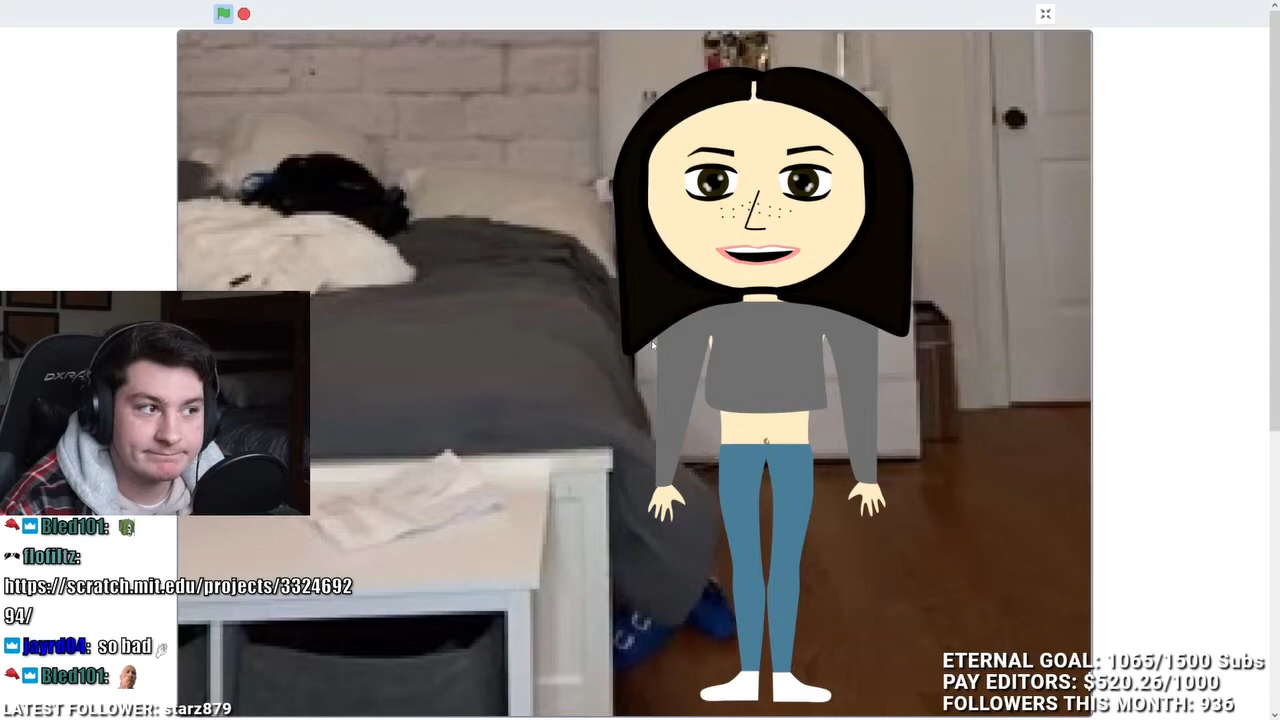 DXRA
Bled101:
flofiltz:
https://scratch.mit.edu/projects/3324692
94/
jayrd04: so bad
Bled101:
LATEST FOLLOWER: starz879
ETERNAL GOAL: 1065/1500 Subs
PAY EDITORS: $520.26/1000
FOLLOWERS THIS MONTH: 936